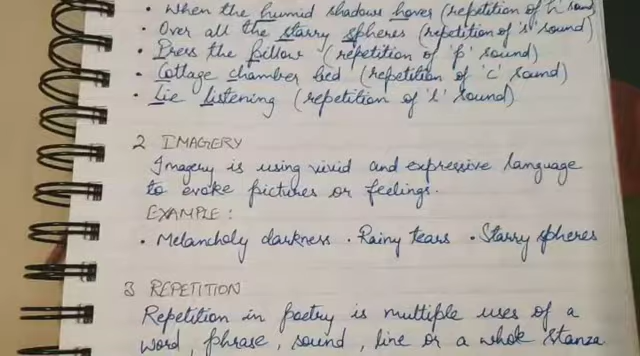 • When the humid shadows hover (repetition of 'h' sound
• Over all the starry spheres (repetition of 's' sound)
• Press the pillow (repetition of 'p' sound)
• Cottage chamber bed (repetition of 'c' sound)
• Lie listening (repetition of 'l' sound)
2 IMAGERY
Imagery is using vivid and expressive language
to evoke pictures or feelings.
EXAMPLE :
• Melancholy darkness • Rainy tears • Starry spheres
3 REPETITION
Repetition in poetry is multiple uses of a
word, phrase, sound, line or a whole stanza